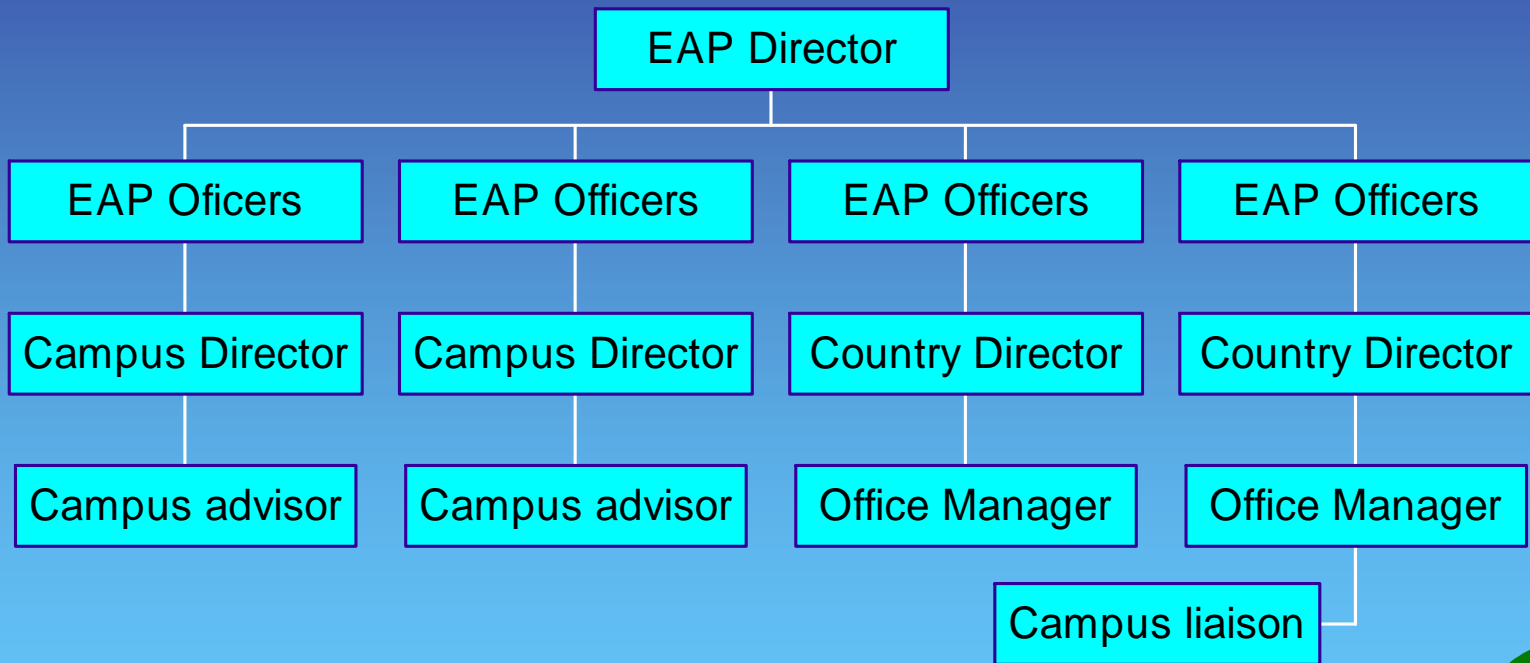 EAP Director
EAP Oficers
EAP Officers
EAP Officers
EAP Officers
Campus Director
Campus Director
Country Director
Country Director
Campus advisor
Campus advisor
Office Manager
Office Manager
Campus liaison